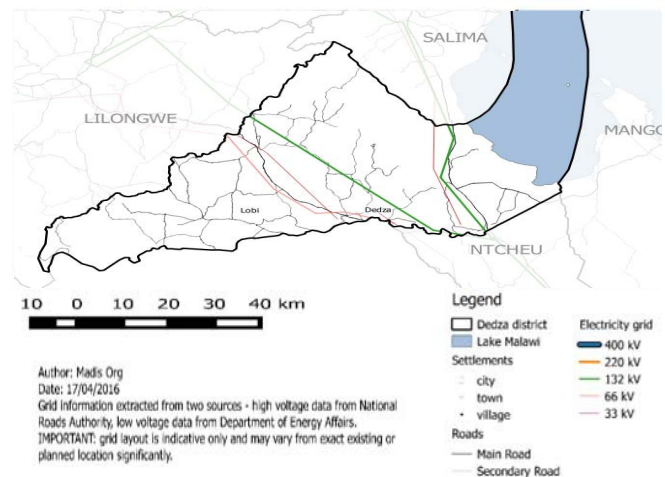 SALIMA
LILONGWE
MANGO
Lobi
Dedza
NTCHEU
10 0 10 20 30 40 km
Legend
Dedza district
Lake Malawi
Settlements
city
town
village
Roads
Main Road
Secondary Road
Electricity grid
400 kV
220 kV
132 kV
66 kV
33 kV
Author: Madis Org
Date: 17/04/2016
Grid information extracted from two sources - high voltage data from National
Roads Authority, low voltage data from Department of Energy Affairs.
IMPORTANT: grid layout is indicative only and may vary from exact existing or
planned location significantly.